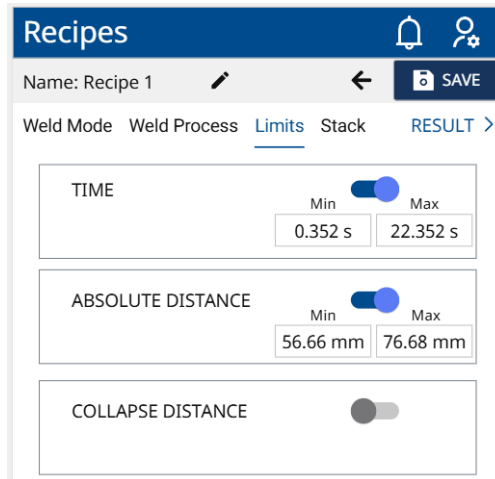 Recipes
Name: Recipe 1 SAVE
Weld Mode Weld Process Limits Stack RESULT
TIME
Min Max
0.352 s 22.352 s
ABSOLUTE DISTANCE
Min Max
56.66 mm 76.68 mm
COLLAPSE DISTANCE